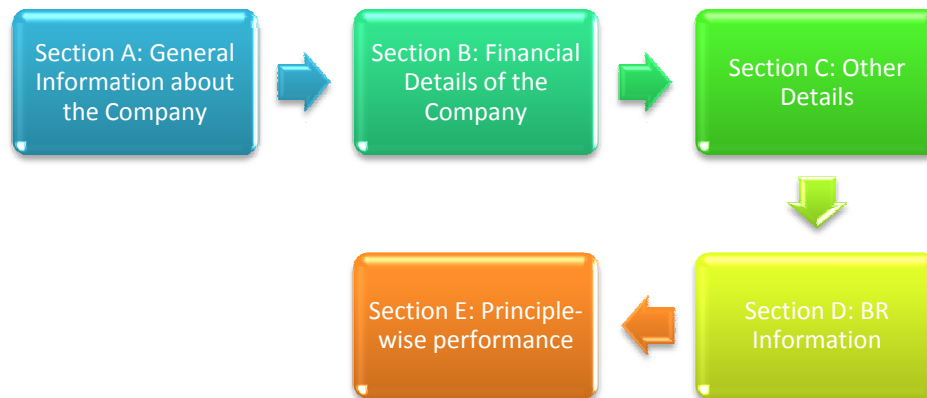 Section A: General
Information about
the Company
Section B: Financial
Details of the
Company
Section C: Other
Details
Section D: BR
Information
Section E: Principle-
wise performance